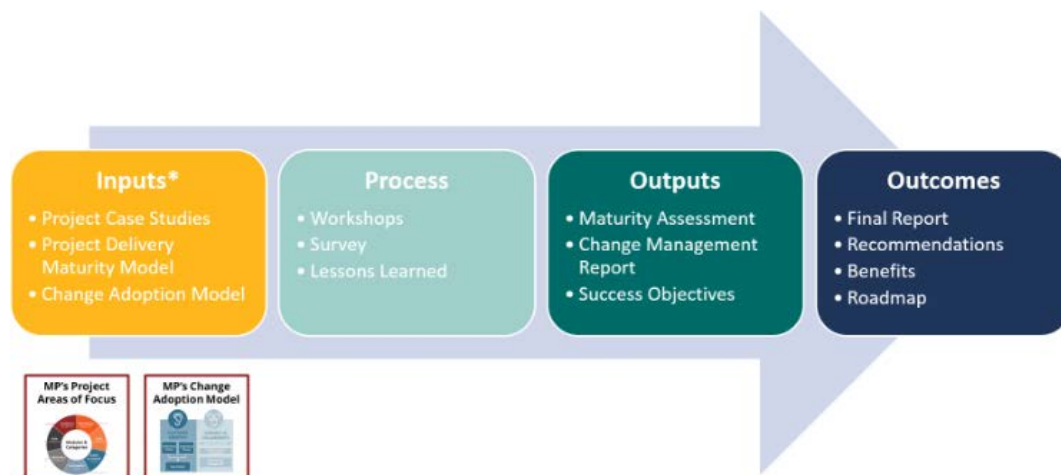 Inputs*
• Project Case Studies
• Project Delivery
Maturity Model
• Change Adoption Model
Process
• Workshops
• Survey
• Lessons Learned
Outputs
• Maturity Assessment
• Change Management
Report
• Success Objectives
Outcomes
• Final Report
• Recommendations
• Benefits
• Roadmap
MP's Project
Areas of Focus
MP's Change
Adoption Model